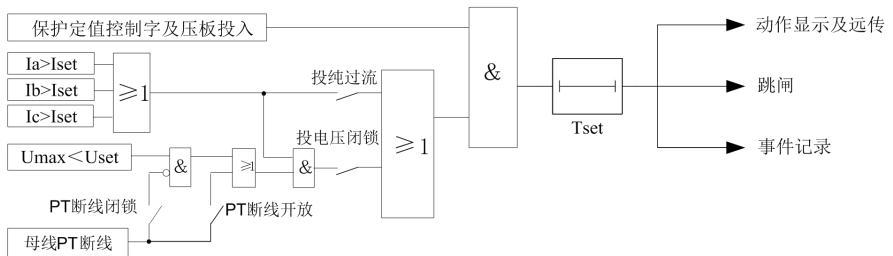 保护定值控制字及压板投入
Ia>Iset
Ib>Iset
Ic>Iset
≥1
投纯过流
投电压闭锁
Umax＜Uset
&
≥1
&
≥1
&
Tset
动作显示及远传
跳闸
事件记录
PT断线闭锁
PT断线开放
母线PT断线